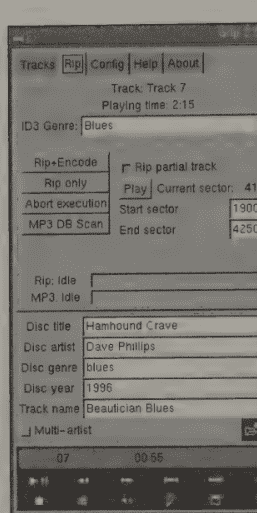 Tracks Rip Config Help About
Track: Track 7
Playing time: 2:15
ID3 Genre: Blues
Rip+Encode
Rip partial track
Rip only
Play Current sector: 41
Abort execution
Start sector 1900
MP3 DB Scan
End sector 4250
Rip: Idle
MP3: Idle
Disc title Hamhound Crave
Disc artist Dave Phillips
Disc genre blues
Disc year 1996
Track name Beautician Blues
Multi-artist
07 00:55